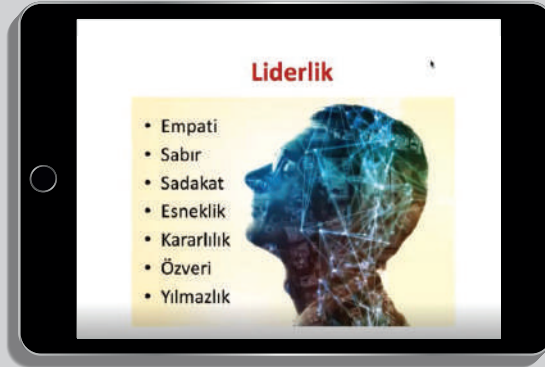 Liderlik
• Empati
• Sabır
• Sadakat
• Esneklik
• Kararlılık
• Özveri
• Yılmazlık